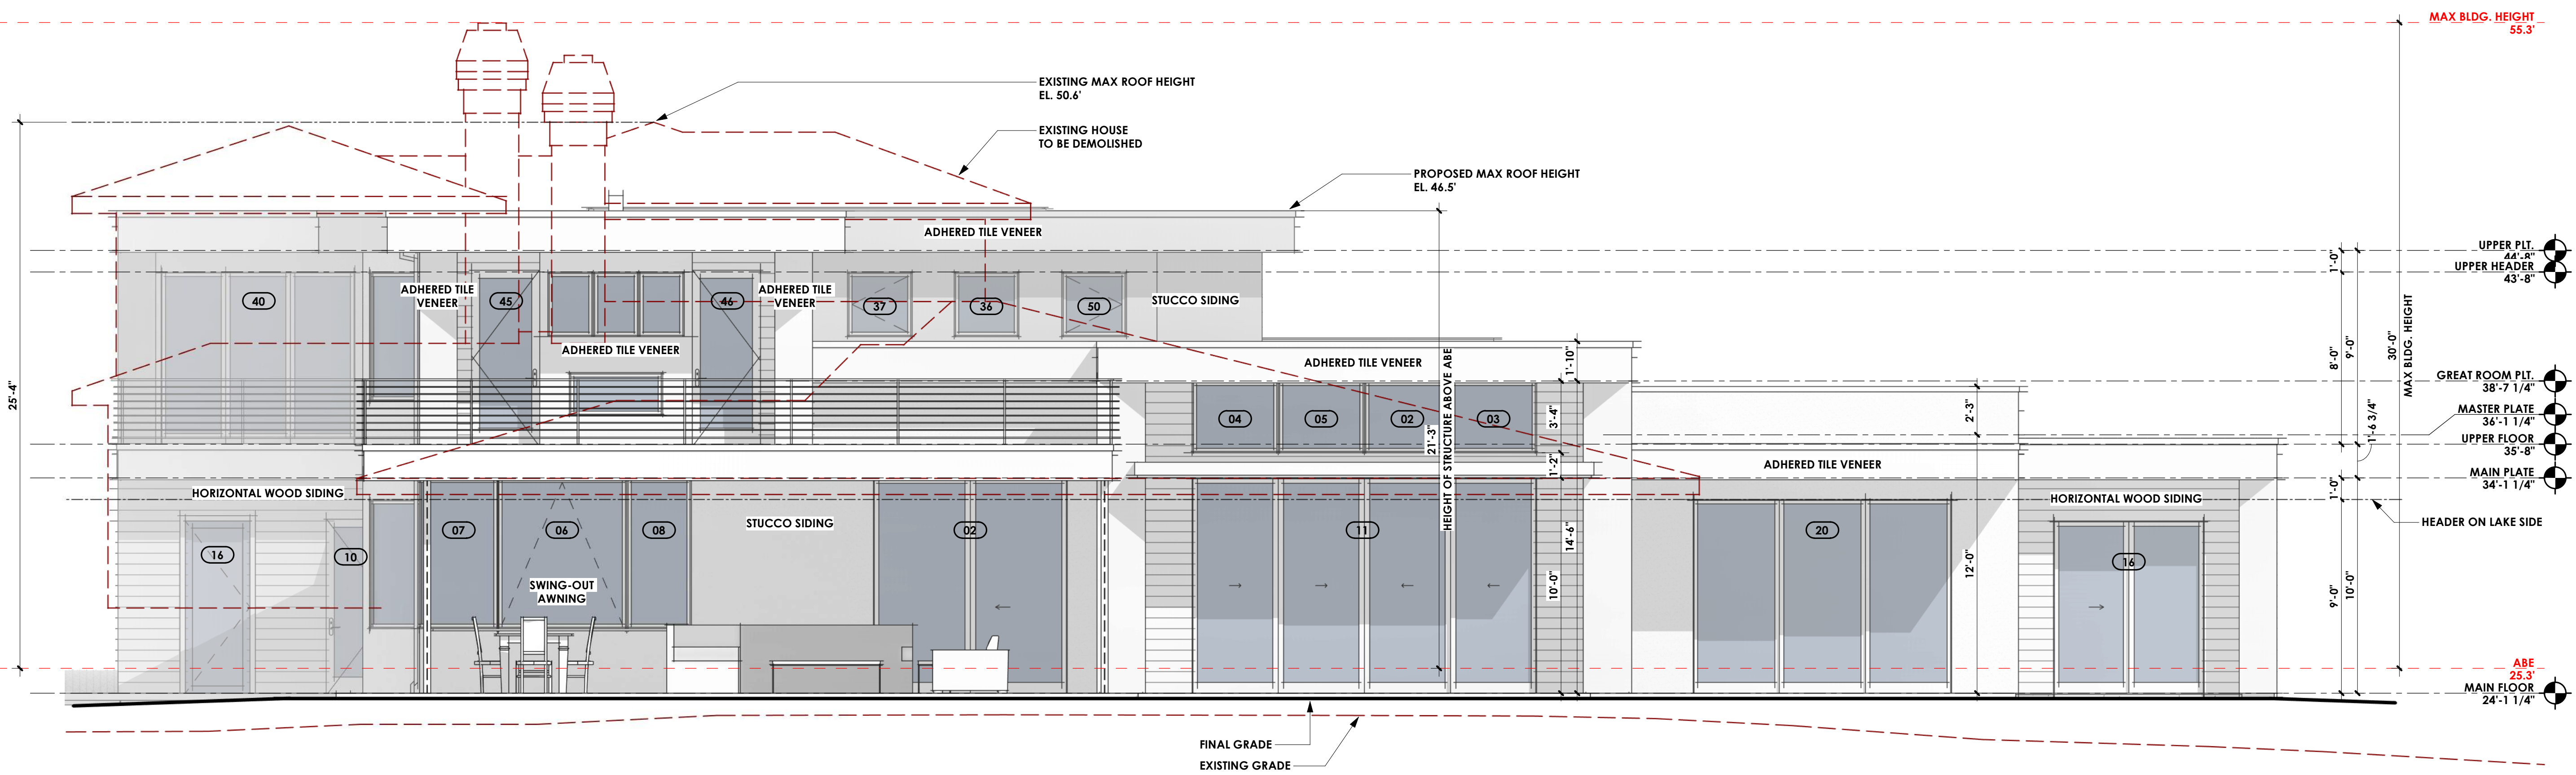 MAX BLDG. HEIGHT
55.3'
EXISTING MAX ROOF HEIGHT
EL. 50.6'
EXISTING HOUSE
TO BE DEMOLISHED
PROPOSED MAX ROOF HEIGHT
EL. 46.5'
ADHERED TILE VENEER
UPPER PLT.
44'-8"
UPPER HEADER
43'-8"
1'-0"
40
ADHERED TILE
VENEER
45
46
ADHERED TILE
VENEER
37
36
50
STUCCO SIDING
ADHERED TILE VENEER
ADHERED TILE VENEER
25'-4"
1'-10"
8'-0"
9'-0"
30'-0"
MAX BLDG. HEIGHT
GREAT ROOM PLT.
38'-7 1/4"
MASTER PLATE
36'-1 1/4"
UPPER FLOOR
35'-8"
MAIN PLATE
34'-1 1/4"
04
05
02
03
3'-4"
2'-3"
1'-6 3/4"
21'-3"
HEIGHT OF STRUCTURE ABOVE ABE
1'-2"
ADHERED TILE VENEER
HORIZONTAL WOOD SIDING
HORIZONTAL WOOD SIDING
1'-0"
HEADER ON LAKE SIDE
16
10
07
06
08
STUCCO SIDING
02
11
20
16
SWING-OUT
AWNING
14'-6"
10'-0"
12'-0"
9'-0"
10'-0"
ABE
25.3'
MAIN FLOOR
24'-1 1/4"
FINAL GRADE
EXISTING GRADE